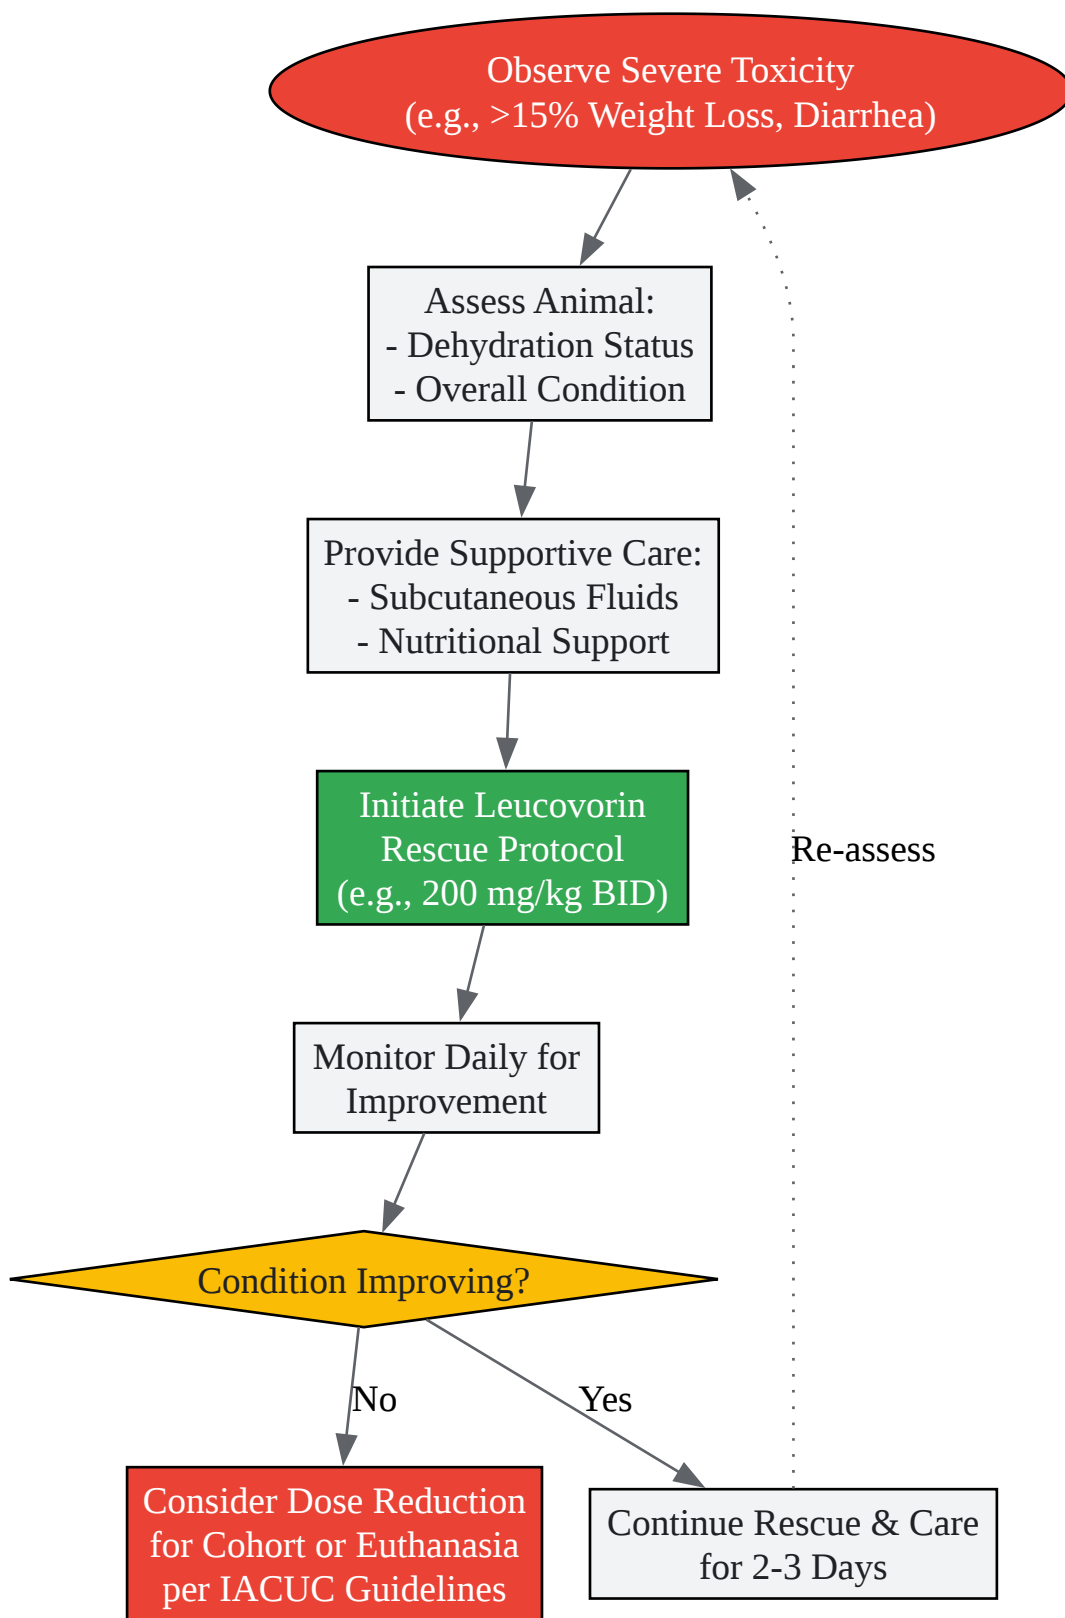 Observe Severe Toxicity
(e.g., >15% Weight Loss, Diarrhea)
Assess Animal:
- Dehydration Status
- Overall Condition
Provide Supportive Care:
- Subcutaneous Fluids
- Nutritional Support
Initiate Leucovorin
Rescue Protocol
(e.g., 200 mg/kg BID)
Re-assess
Monitor Daily for
Improvement
Condition Improving?
No
Yes
Consider Dose Reduction
for Cohort or Euthanasia
per IACUC Guidelines
Continue Rescue & Care
for 2-3 Days